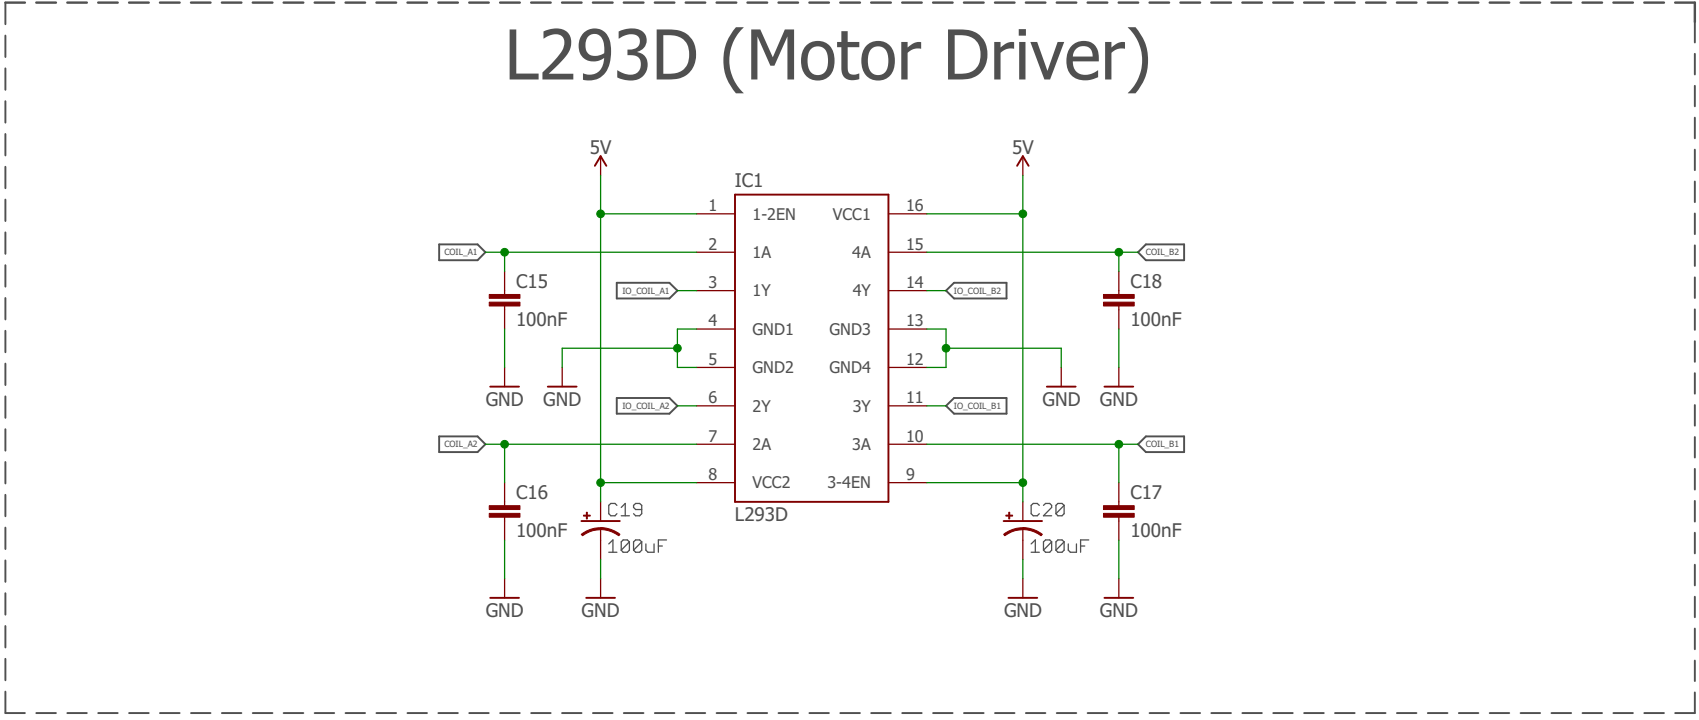 L293D (Motor Driver)
5V 5V
IC1
1 1-2EN VCC1 16
COIL_A1 2 1A 4A 15 COIL_B2
C15 IO_COIL_A1 3 1Y 4Y 14 IO_COIL_B2 C18
100nF 4 GND1 GND3 13 100nF
5 GND2 GND4 12
GND GND GND GND
IO_COIL_A2 6 2Y 3Y 11 IO_COIL_B1
COIL_A2 7 2A 3A 10 COIL_B1
8 VCC2 3-4EN 9
C16 C19 L293D C20 C17
100nF 100uF 100uF 100nF
GND GND GND GND